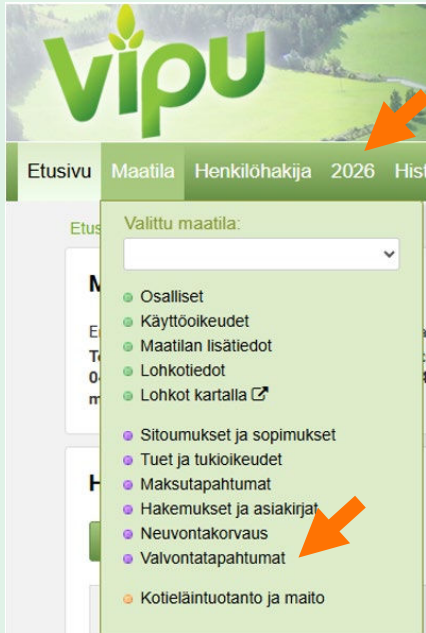 Vipu
Etusivu Maatila Henkilöhakija 2026
Valittu maatila:
Osalliset
Käyttöoikeudet
Maatilan lisätiedot
Lohkotiedot
Lohkot kartalla
Sitoumukset ja sopimukset
Tuet ja tukioikeudet
Maksutapahtumat
Hakemukset ja asiakirjat
Neuvontakorvaus
Valvontatapahtumat
Kotieläintuotanto ja maito